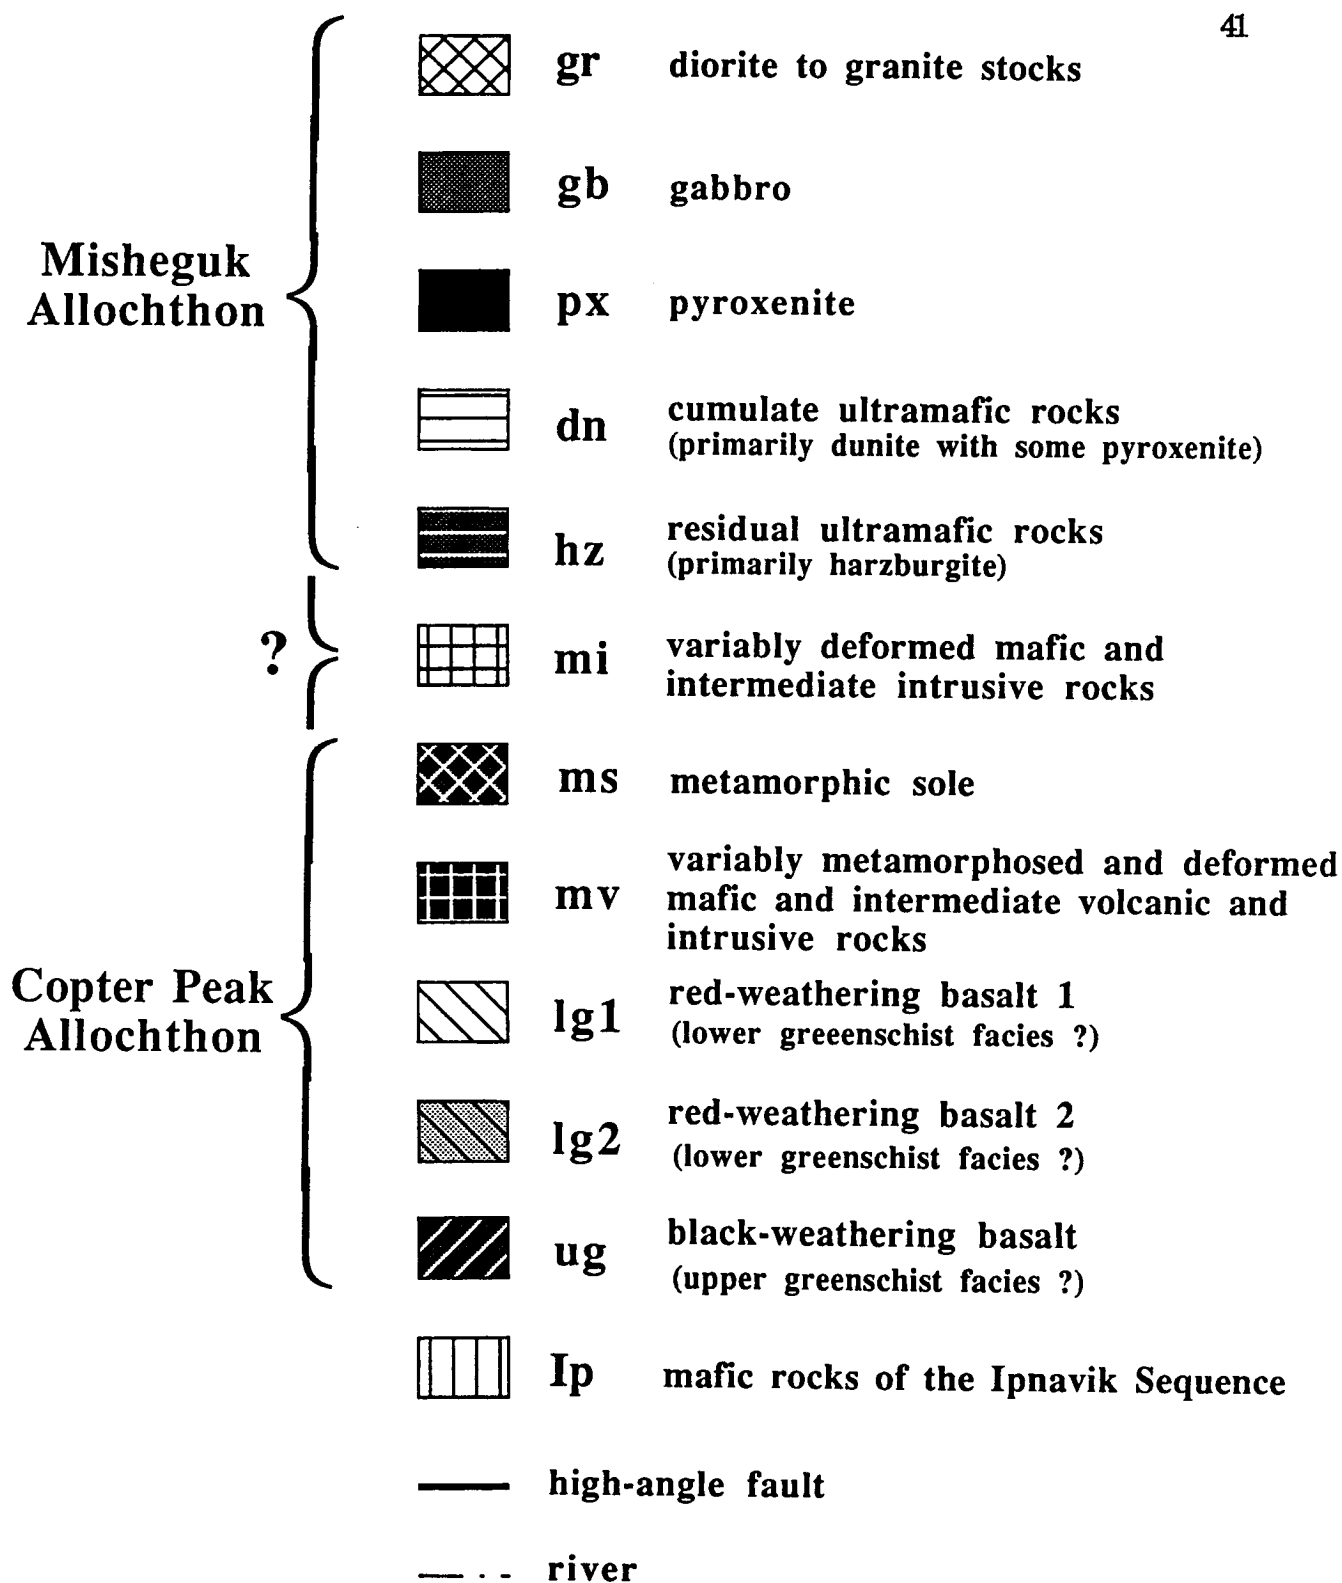 41
gr diorite to granite stocks
gb gabbro
Misheguk
Allochthon
px pyroxenite
dn cumulate ultramafic rocks
(primarily dunite with some pyroxenite)
hz residual ultramafic rocks
(primarily harzburgite)
?
mi variably deformed mafic and
intermediate intrusive rocks
ms metamorphic sole
mv variably metamorphosed and deformed
mafic and intermediate volcanic and
intrusive rocks
Copter Peak
Allochthon
lg1 red-weathering basalt 1
(lower greeenschist facies ?)
lg2 red-weathering basalt 2
(lower greenschist facies ?)
ug black-weathering basalt
(upper greenschist facies ?)
Ip mafic rocks of the Ipnavik Sequence
high-angle fault
river